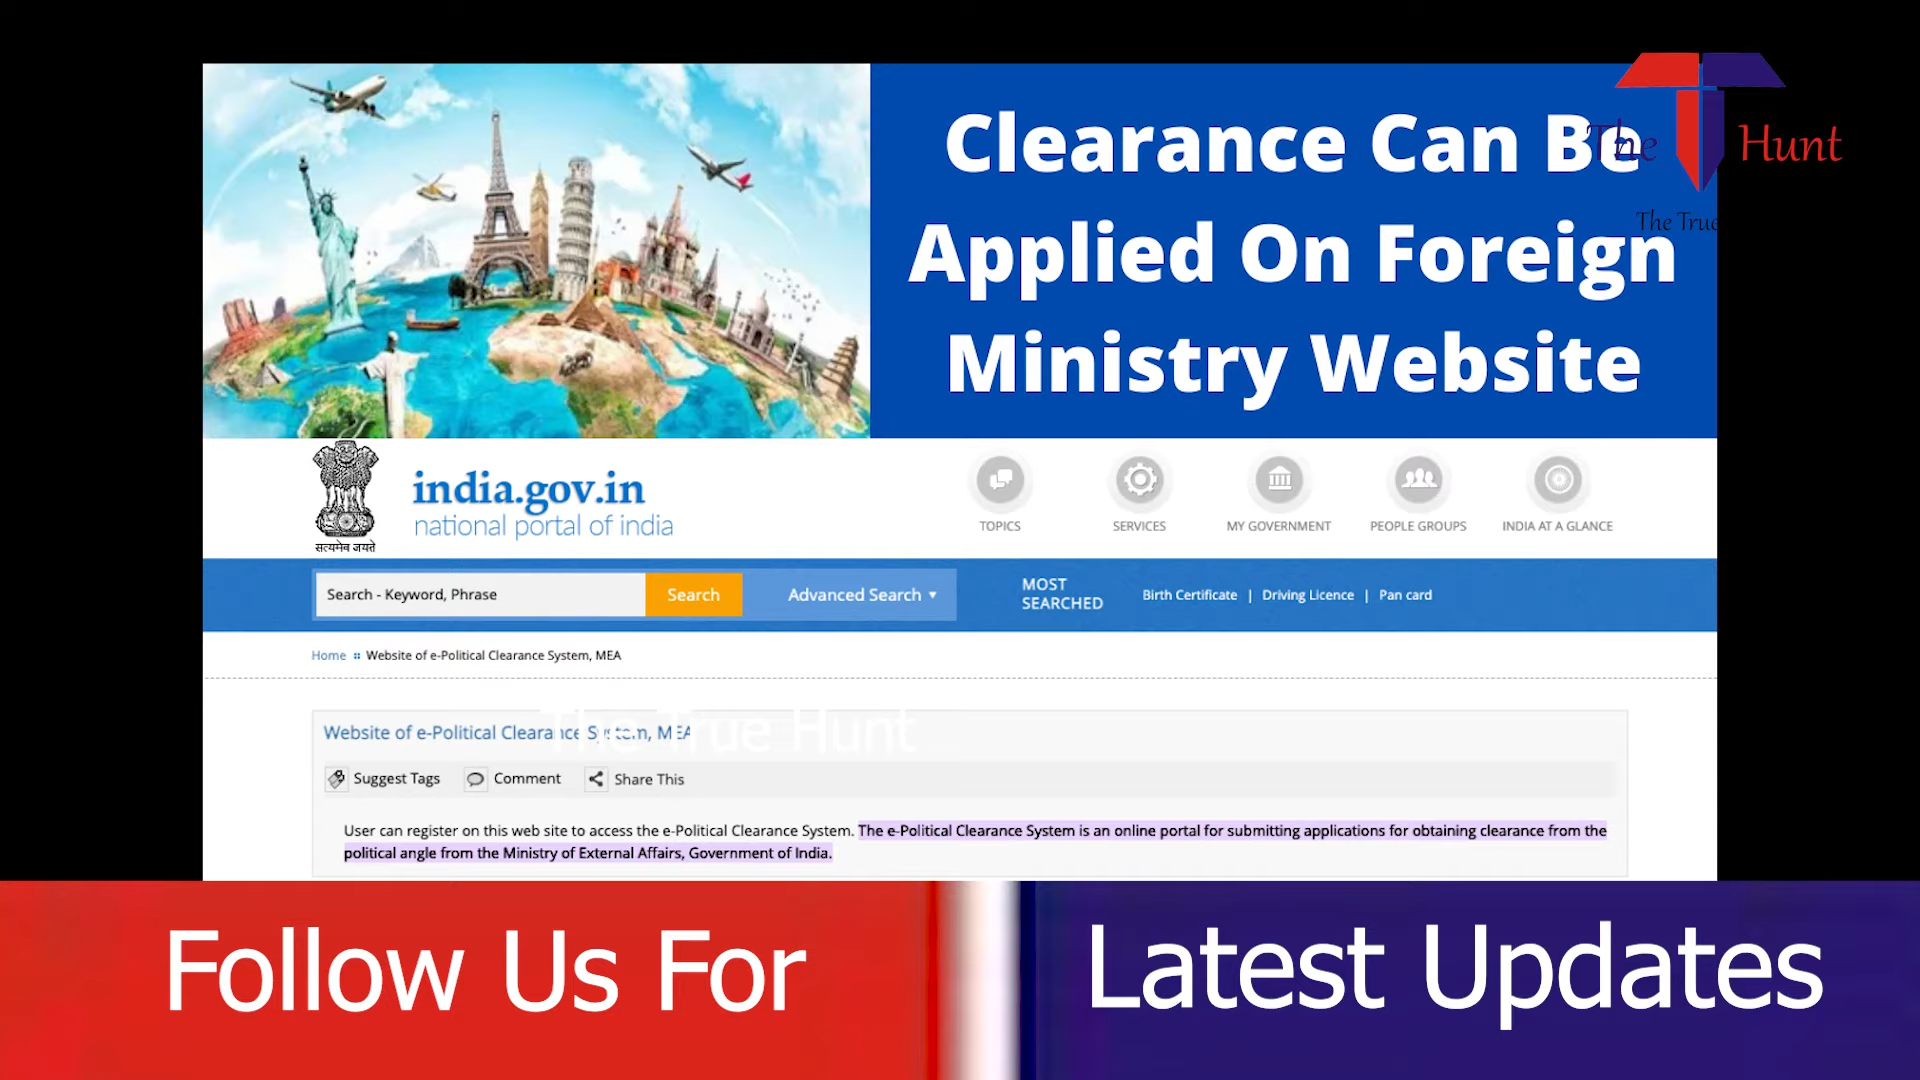 Clearance Can Be
Applied On Foreign
Ministry Website
The Hunt
The True
सत्यमेव जयते
india.gov.in
national portal of india
TOPICS
SERVICES
MY GOVERNMENT
PEOPLE GROUPS
INDIA AT A GLANCE
Search - Keyword, Phrase
Search
Advanced Search ▾
MOST
SEARCHED
Birth Certificate | Driving Licence | Pan card
Home Website of e-Political Clearance System, MEA
Website of e-Political Clearance System, MEA
The True Hunt
Suggest Tags Comment Share This
User can register on this web site to access the e-Political Clearance System. The e-Political Clearance System is an online portal for submitting applications for obtaining clearance from the
political angle from the Ministry of External Affairs, Government of India.
Follow Us For
Latest Updates